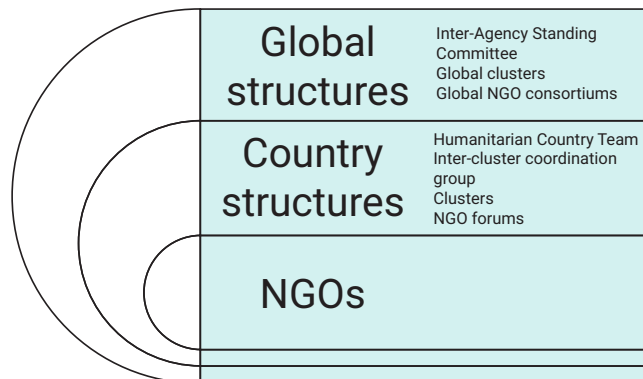 Global
structures
Inter-Agency Standing
Committee
Global clusters
Global NGO consortiums
Country
structures
Humanitarian Country Team
Inter-cluster coordination
group
Clusters
NGO forums
NGOs